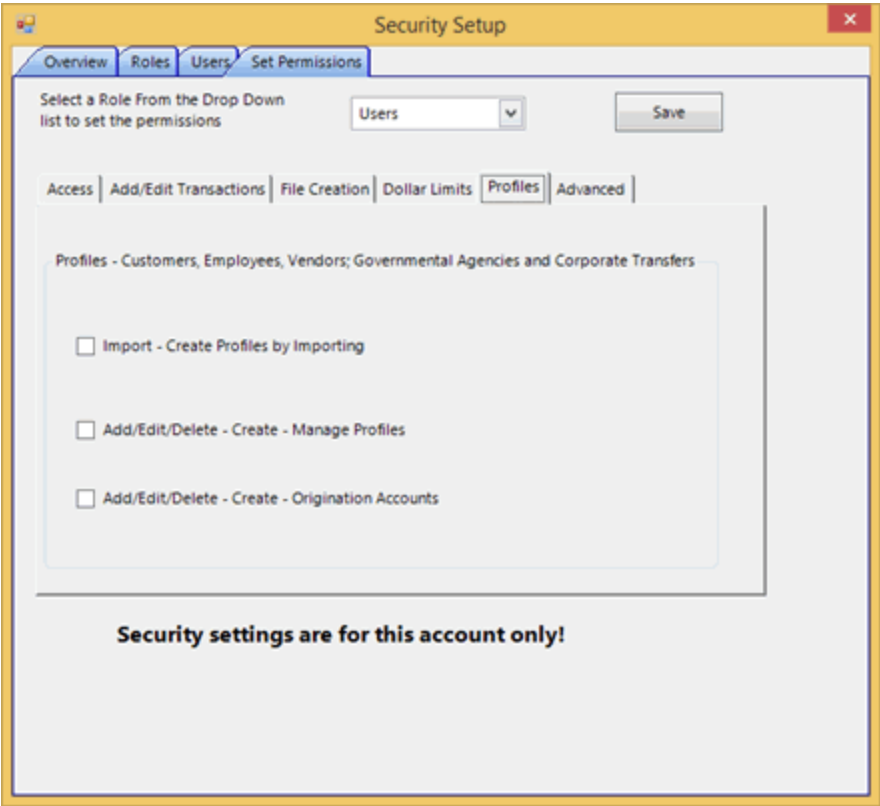 Security Setup
Overview Roles Users Set Permissions
Select a Role From the Drop Down
list to set the permissions
Users
Save
Access Add/Edit Transactions File Creation Dollar Limits Profiles Advanced
Profiles - Customers, Employees, Vendors; Governmental Agencies and Corporate Transfers
Import - Create Profiles by Importing
Add/Edit/Delete - Create - Manage Profiles
Add/Edit/Delete - Create - Origination Accounts
Security settings are for this account only!